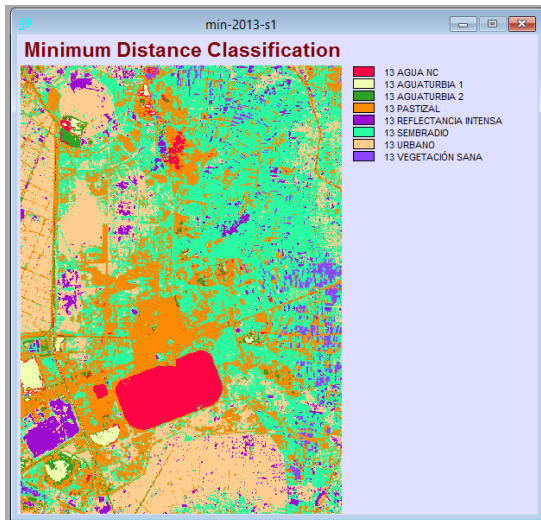 min-2013-s1
Minimum Distance Classification
13 AGUA NC
13 AGUATURBIA 1
13 AGUATURBIA 2
13 PASTIZAL
13 REFLECTANCIA INTENSA
13 SEMBRADIO
13 URBANO
13 VEGETACIÓN SANA